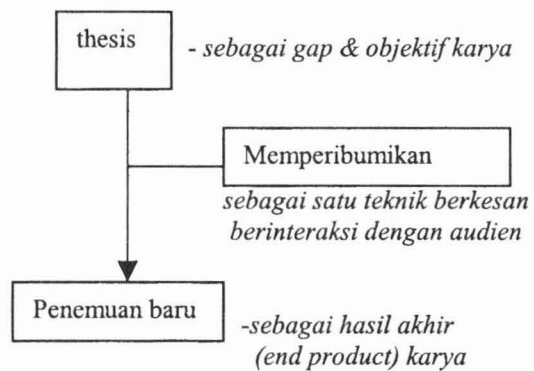 thesis
- sebagai gap & objektif karya
Memperibumikan
sebagai satu teknik berkesan
berinteraksi dengan audien
Penemuan baru
-sebagai hasil akhir
(end product) karya